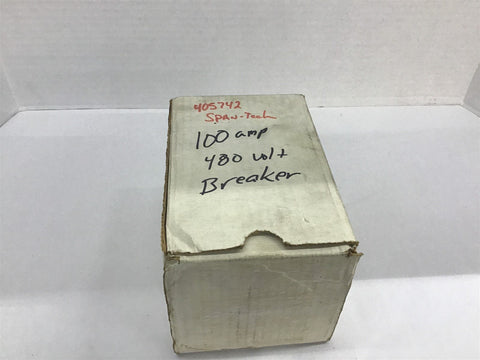 405742
SPAN-Tech
100 amp
480 volt
Breaker